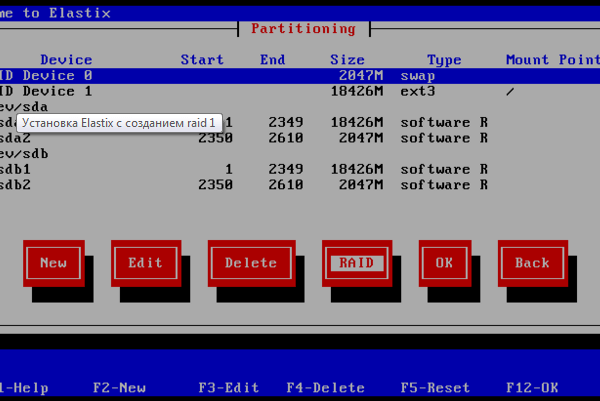 me to Elastix
Partitioning
Device Start End Size Type Mount Point
ID Device 0 2047M swap
ID Device 1 18426M ext3 /
ev/sda
sda 1 2349 18426M software R
Установка Elastix с созданием raid 1
sda2 2350 2610 2047M software R
ev/sdb
sdb1 1 2349 18426M software R
sdb2 2350 2610 2047M software R
New Edit Delete RAID OK Back
1-Help F2-New F3-Edit F4-Delete F5-Reset F12-OK